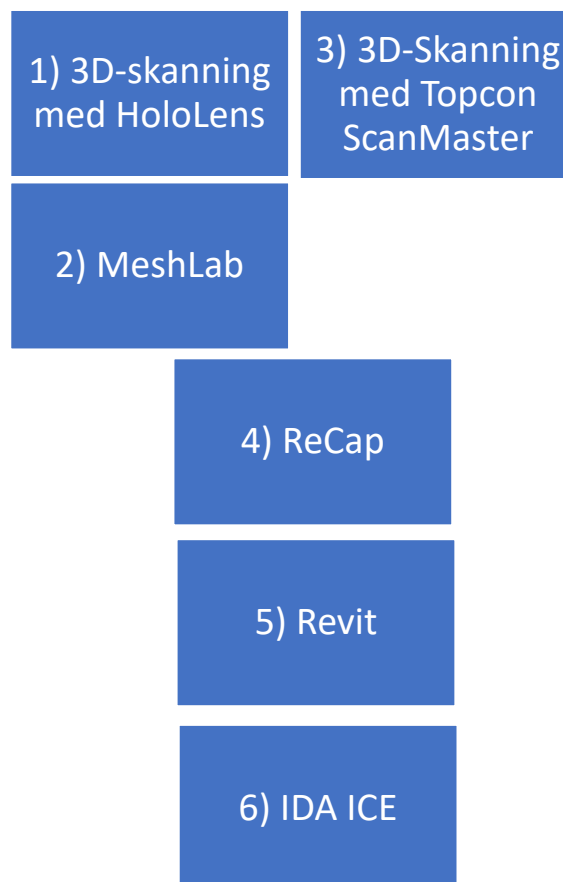 1) 3D-skanning
med HoloLens
3) 3D-Skanning
med Topcon
ScanMaster
2) MeshLab
4) ReCap
5) Revit
6) IDA ICE